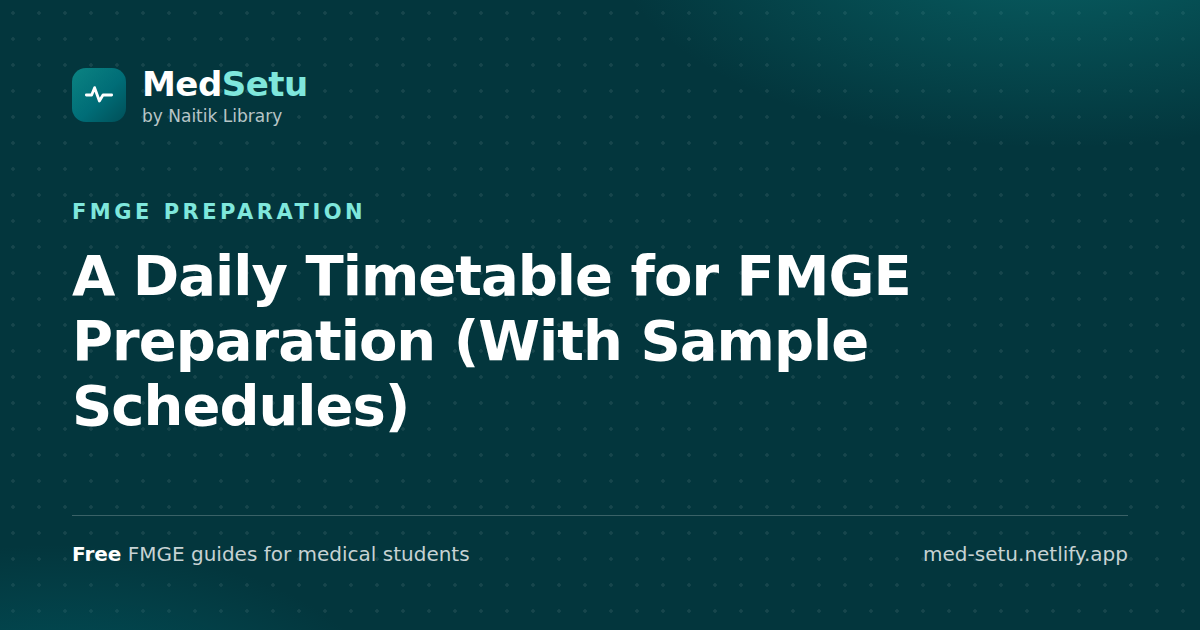 MedSetu
by Naitik Library
FMGE PREPARATION
A Daily Timetable for FMGE
Preparation (With Sample
Schedules)
Free FMGE guides for medical students
med-setu.netlify.app